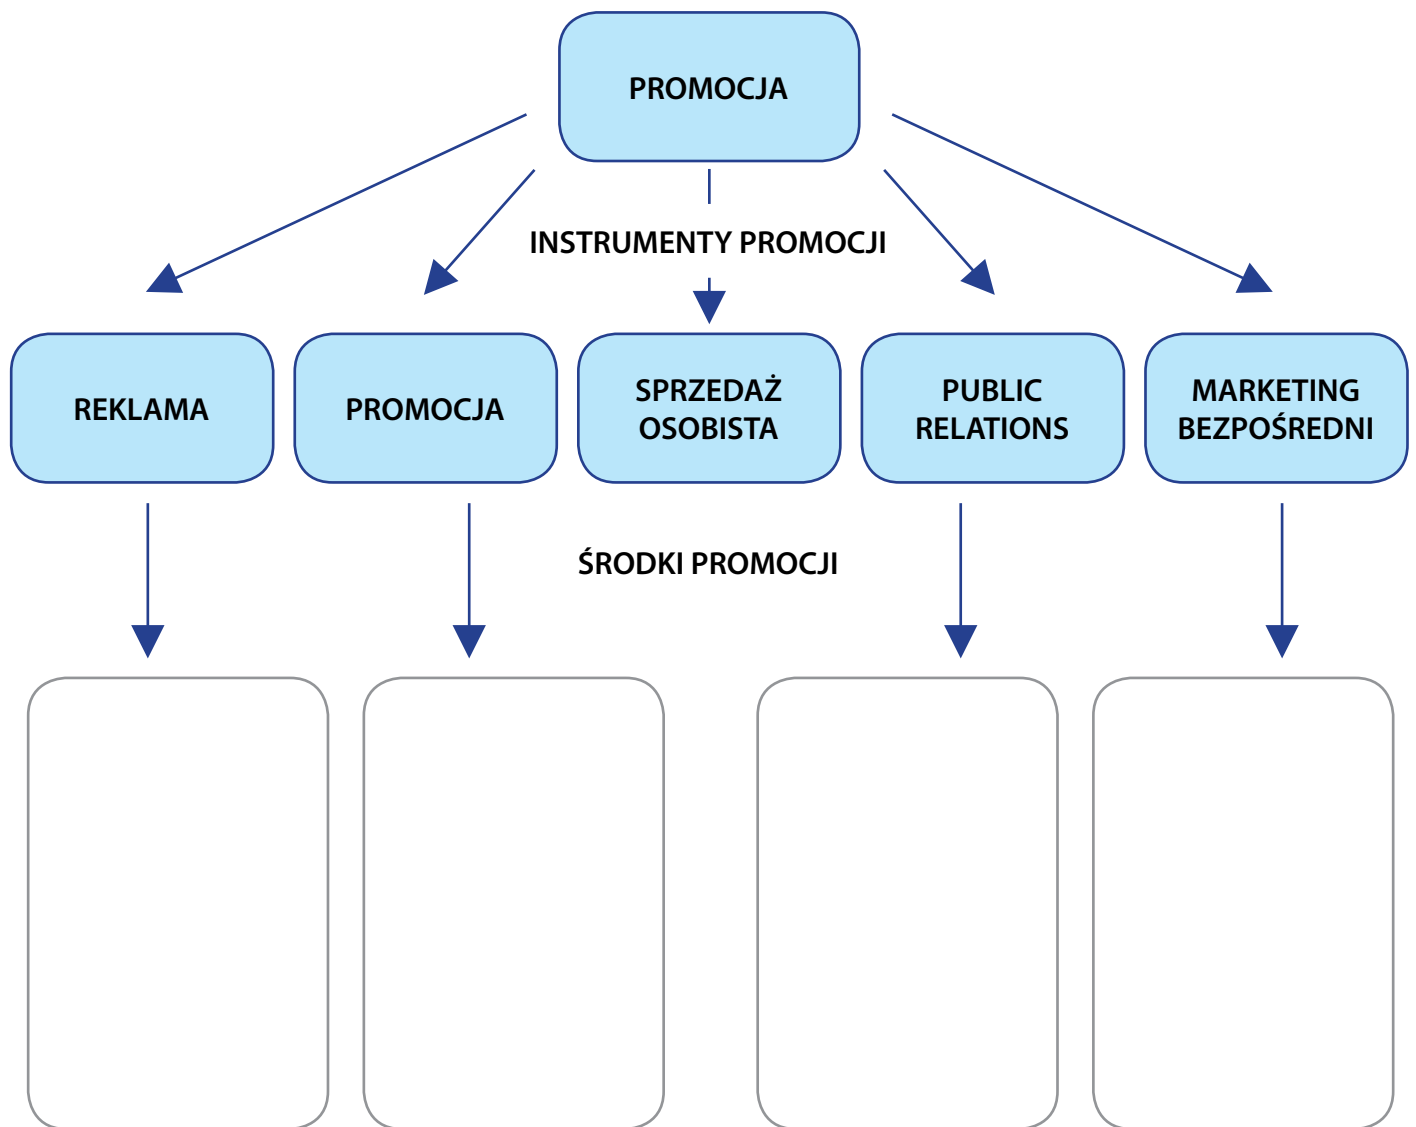 PROMOCJA
INSTRUMENTY PROMOCJI
REKLAMA
PROMOCJA
SPRZEDAŻ
OSOBISTA
PUBLIC
RELATIONS
MARKETING
BEZPOŚREDNI
ŚRODKI PROMOCJI